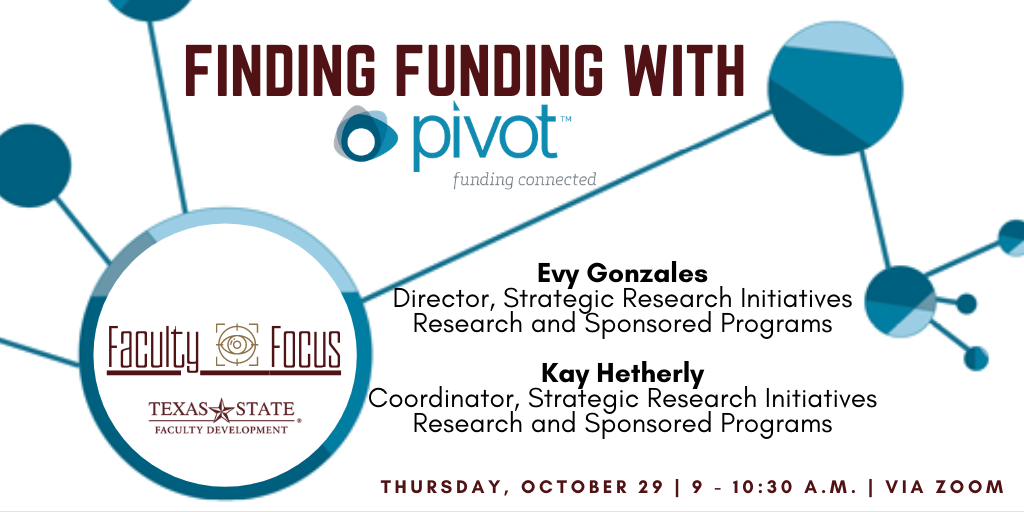 FINDING FUNDING WITH
pivot™
funding connected
Evy Gonzales
Director, Strategic Research Initiatives
Research and Sponsored Programs
Kay Hetherly
Coordinator, Strategic Research Initiatives
Research and Sponsored Programs
Faculty Focus
TEXAS STATE®
FACULTY DEVELOPMENT
THURSDAY, OCTOBER 29 | 9 - 10:30 A.M. | VIA ZOOM